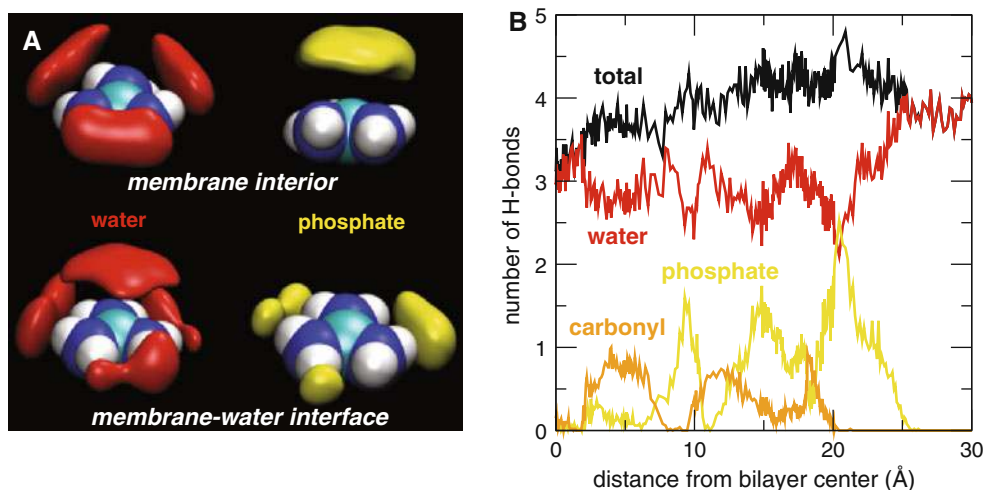 A
membrane interior
water
phosphate
membrane-water interface
B
5
4
3
2
1
0
number of H-bonds
total
water
phosphate
carbonyl
0
10
20
30
distance from bilayer center (Å)